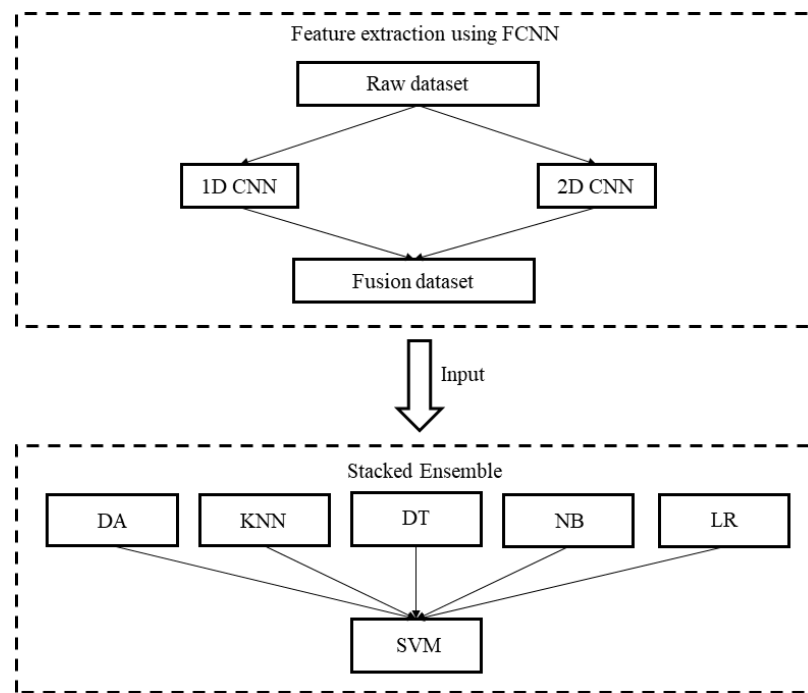 Feature extraction using FCNN
Raw dataset
1D CNN
2D CNN
Fusion dataset
Input
Stacked Ensemble
DA
KNN
DT
NB
LR
SVM